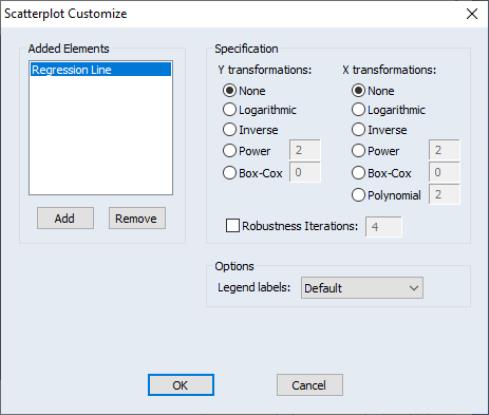 Scatterplot Customize
Added Elements
Regression Line
Add
Remove
Specification
Y transformations:
None
Logarithmic
Inverse
Power 2
Box-Cox 0
X transformations:
None
Logarithmic
Inverse
Power 2
Box-Cox 0
Polynomial 2
Robustness Iterations: 4
Options
Legend labels: Default
OK
Cancel